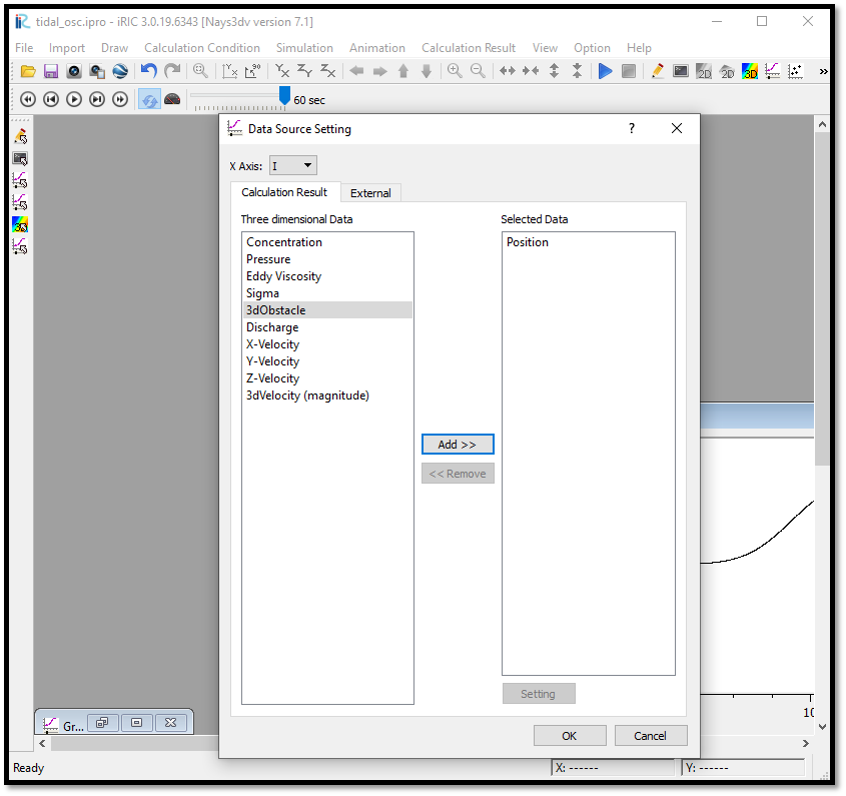 tidal_osc.ipro - iRIC 3.0.19.6343 [Nays3dv version 7.1]
File Import Draw Calculation Condition Simulation Animation Calculation Result View Option Help
60 sec
Data Source Setting
X Axis: I
Calculation Result External
Three dimensional Data Selected Data
Concentration Position
Pressure
Eddy Viscosity
Sigma
3dObstacle
Discharge
X-Velocity
Y-Velocity
Z-Velocity
3dVelocity (magnitude)
Add >>
<< Remove
Setting
Gr...
OK Cancel
Ready X: ------ Y: ------